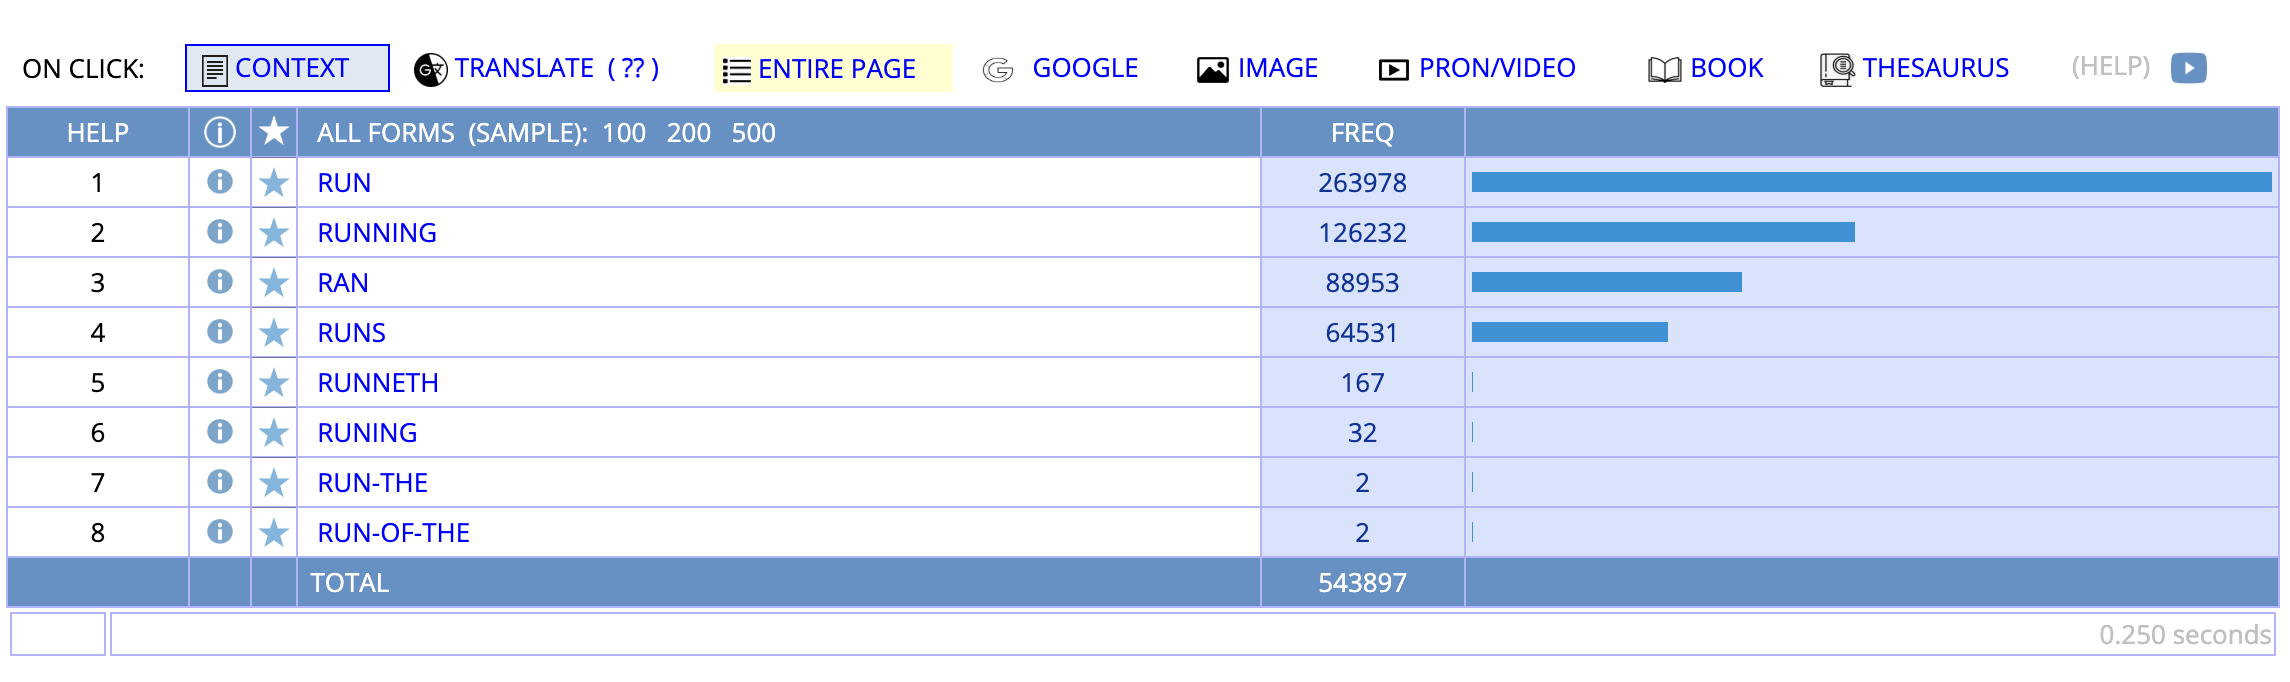 ON CLICK: CONTEXT TRANSLATE ( ?? ) ENTIRE PAGE G GOOGLE IMAGE PRON/VIDEO BOOK THESAURUS (HELP)
HELP ALL FORMS (SAMPLE): 100 200 500 FREQ
1 RUN 263978
2 RUNNING 126232
3 RAN 88953
4 RUNS 64531
5 RUNNETH 167
6 RUNING 32
7 RUN-THE 2
8 RUN-OF-THE 2
TOTAL 543897
0.250 seconds